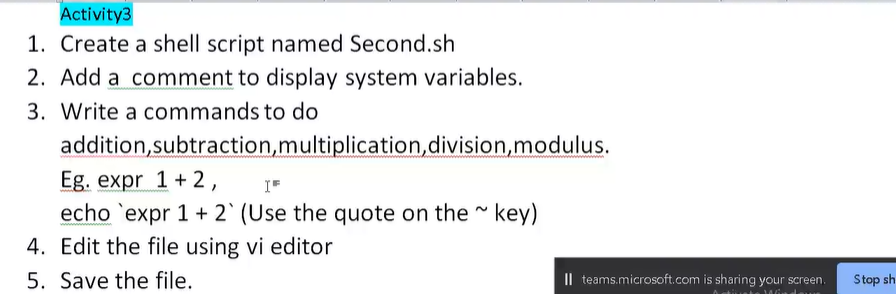 Activity3
1. Create a shell script named Second.sh
2. Add a  comment to display system variables.
3. Write a commands to do
addition,subtraction,multiplication,division,modulus.
Eg. expr  1 + 2 ,
echo `expr 1 + 2` (Use the quote on the ~ key)
4. Edit the file using vi editor
5. Save the file.
teams.microsoft.com is sharing your screen.
Stop sh